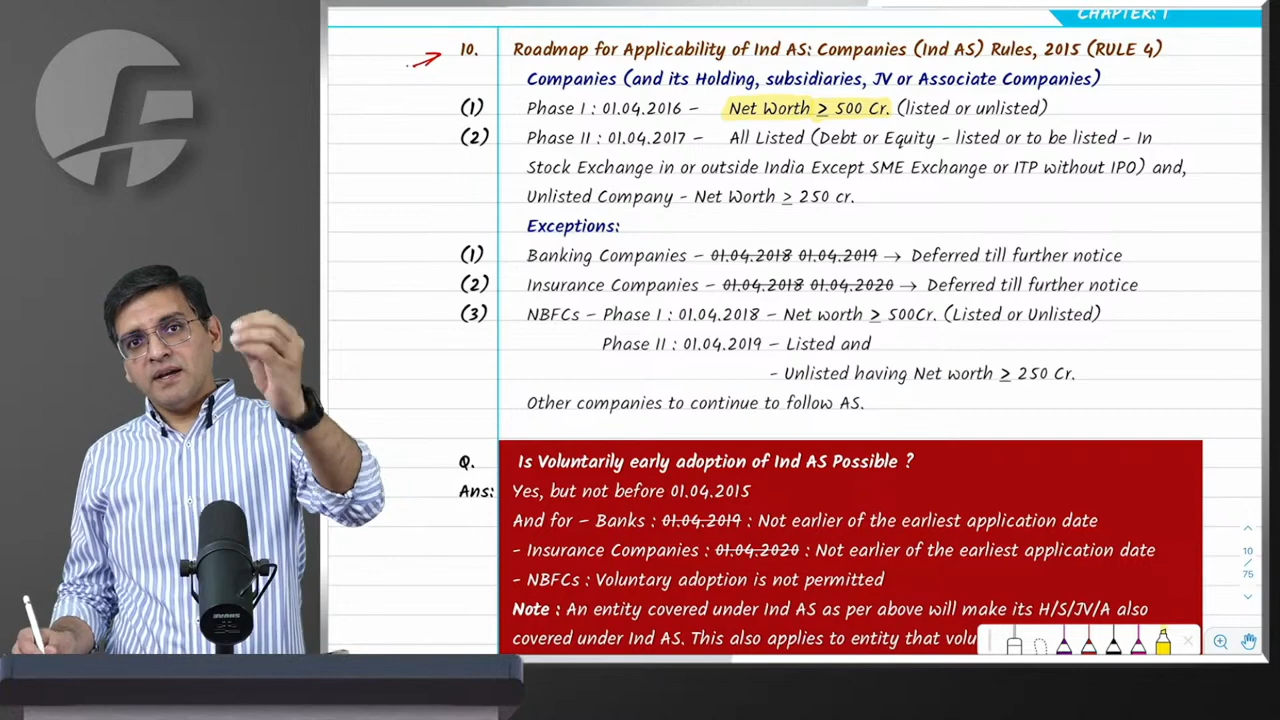 CHAPTER: 1
10. Roadmap for Applicability of Ind AS: Companies (Ind AS) Rules, 2015 (RULE 4)
Companies (and its Holding, subsidiaries, JV or Associate Companies)
(1) Phase I : 01.04.2016 – Net Worth ≥ 500 Cr. (listed or unlisted)
(2) Phase II : 01.04.2017 – All Listed (Debt or Equity - listed or to be listed - In
Stock Exchange in or outside India Except SME Exchange or ITP without IPO) and,
Unlisted Company - Net Worth ≥ 250 cr.
Exceptions:
(1) Banking Companies – 01.04.2018 01.04.2019 → Deferred till further notice
(2) Insurance Companies – 01.04.2018 01.04.2020 → Deferred till further notice
(3) NBFCs – Phase I : 01.04.2018 – Net worth ≥ 500Cr. (Listed or Unlisted)
Phase II : 01.04.2019 – Listed and
- Unlisted having Net worth ≥ 250 Cr.
Other companies to continue to follow AS.
Q. Is Voluntarily early adoption of Ind AS Possible ?
Ans: Yes, but not before 01.04.2015
And for – Banks : 01.04.2019 : Not earlier of the earliest application date
- Insurance Companies : 01.04.2020 : Not earlier of the earliest application date
- NBFCs : Voluntary adoption is not permitted
Note : An entity covered under Ind AS as per above will make its H/S/JV/A also
covered under Ind AS. This also applies to entity that
10
/
75